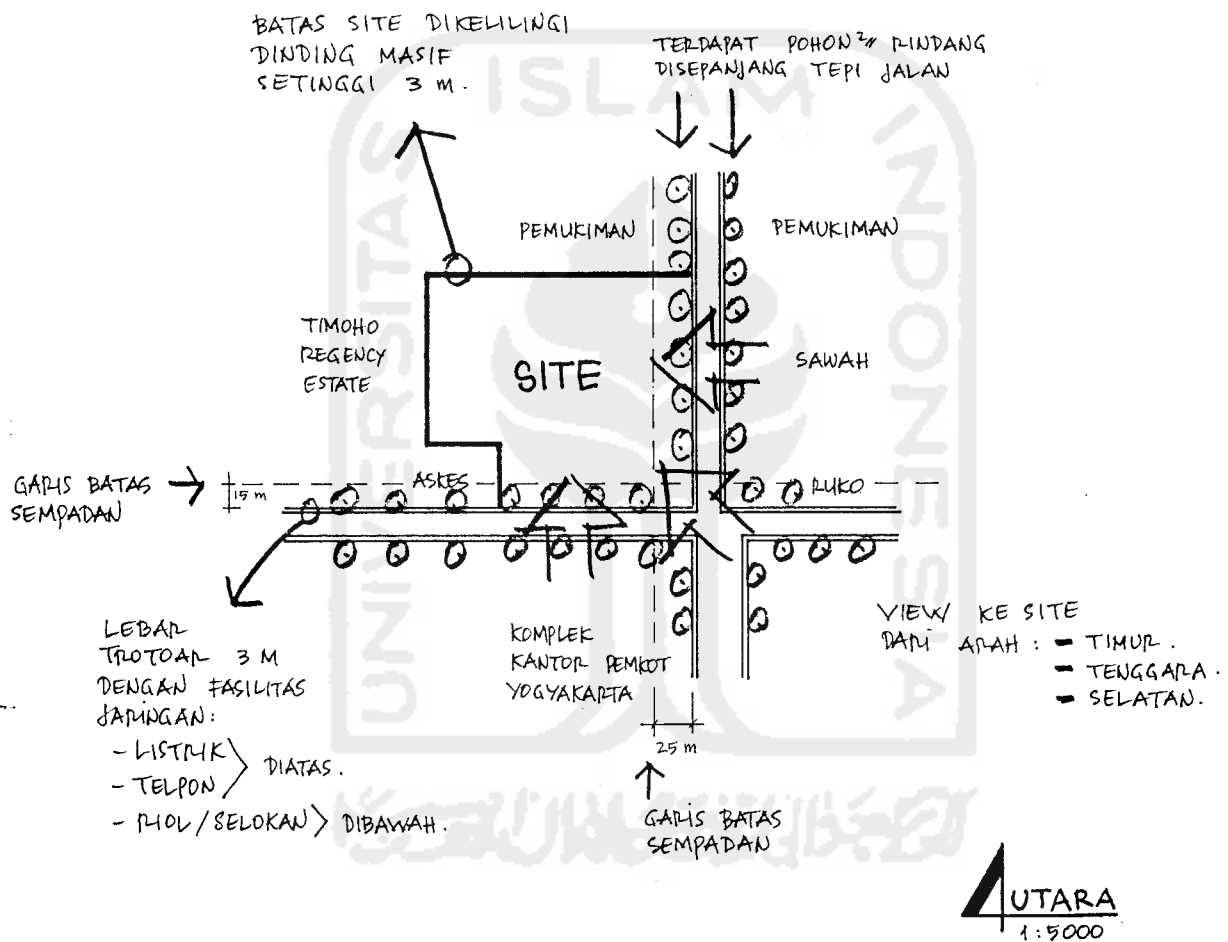 BATAS SITE DIKELILINGI
DINDING MASIF
SETINGGI 3 M.
TERDAPAT POHON²" RINDANG
DISEPANJANG TEPI JALAN
PEMUKIMAN
PEMUKIMAN
TIMOHO
REGENCY
ESTATE
SITE
SAWAH
GARIS BATAS
SEMPADAN
15 m
ASKES
RUKO
LEBAR
TROTOAR 3 M
DENGAN FASILITAS
JARINGAN:
- LISTRIK
- TELPON
DIATAS.
- RIOL/SELOKAN > DIBAWAH.
KOMPLEK
KANTOR PEMKOT
YOGYAKARTA
VIEW KE SITE
DARI ARAH : - TIMUR.
- TENGGARA.
- SELATAN.
25 m
GARIS BATAS
SEMPADAN
UTARA
1:5000
UNIVERSITAS
ISLAM
INDONESIA